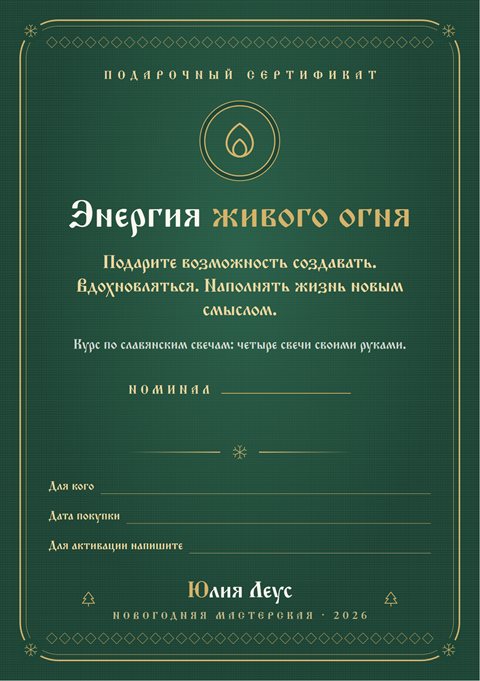 ПОДАРОЧНЫЙ СЕРТИФИКАТ
Энергия живого огня
Подарите возможность создавать.
Вдохновляться. Наполнять жизнь новым
смыслом.
Курс по славянским свечам: четыре свечи своими руками.
НОМИНАЛ
Для кого
Дата покупки
Для активации напишите
Юлия Леус
НОВОГОДНЯЯ МАСТЕРСКАЯ · 2026